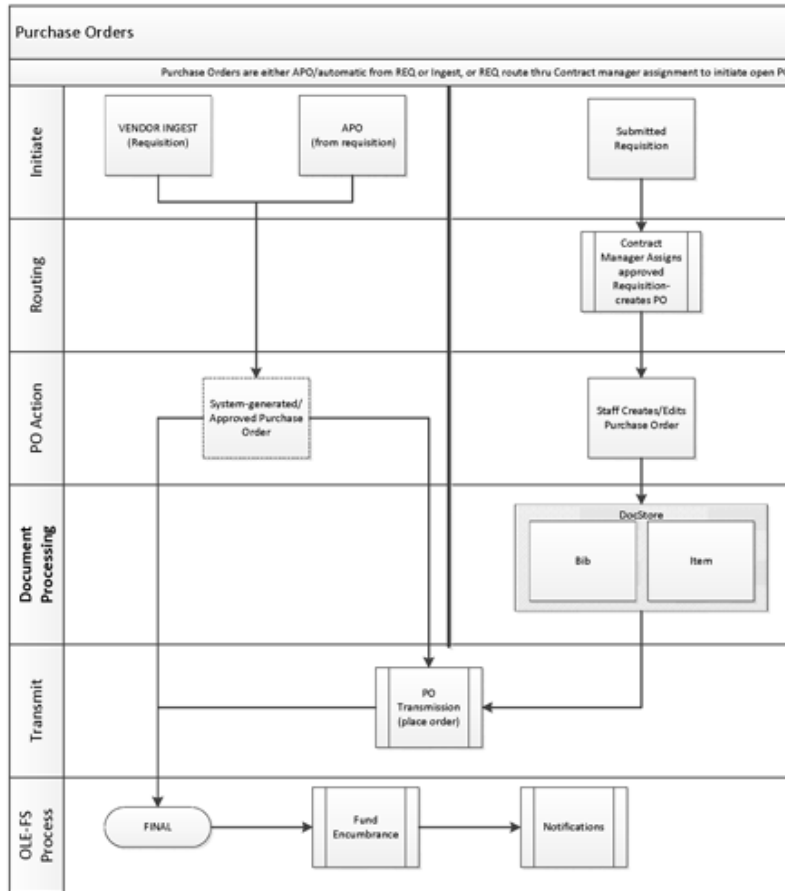 Purchase Orders
Purchase Orders are either APO/automatic from REQ or Ingest, or REQ route thru Contract manager assignment to initiate open P
Initiate
VENDOR INGEST
(Requisition)
APO
(from requisition)
Submitted
Requisition
Routing
Contract
Manager Assigns
approved
Requisition-
creates PO
PO Action
System-generated/
Approved Purchase
Order
Staff Creates/Edits
Purchase Order
Document
Processing
DocStore
Bib
Item
Transmit
PO
Transmission
(place order)
OLE-FS
Process
FINAL
Fund
Encumbrance
Notifications